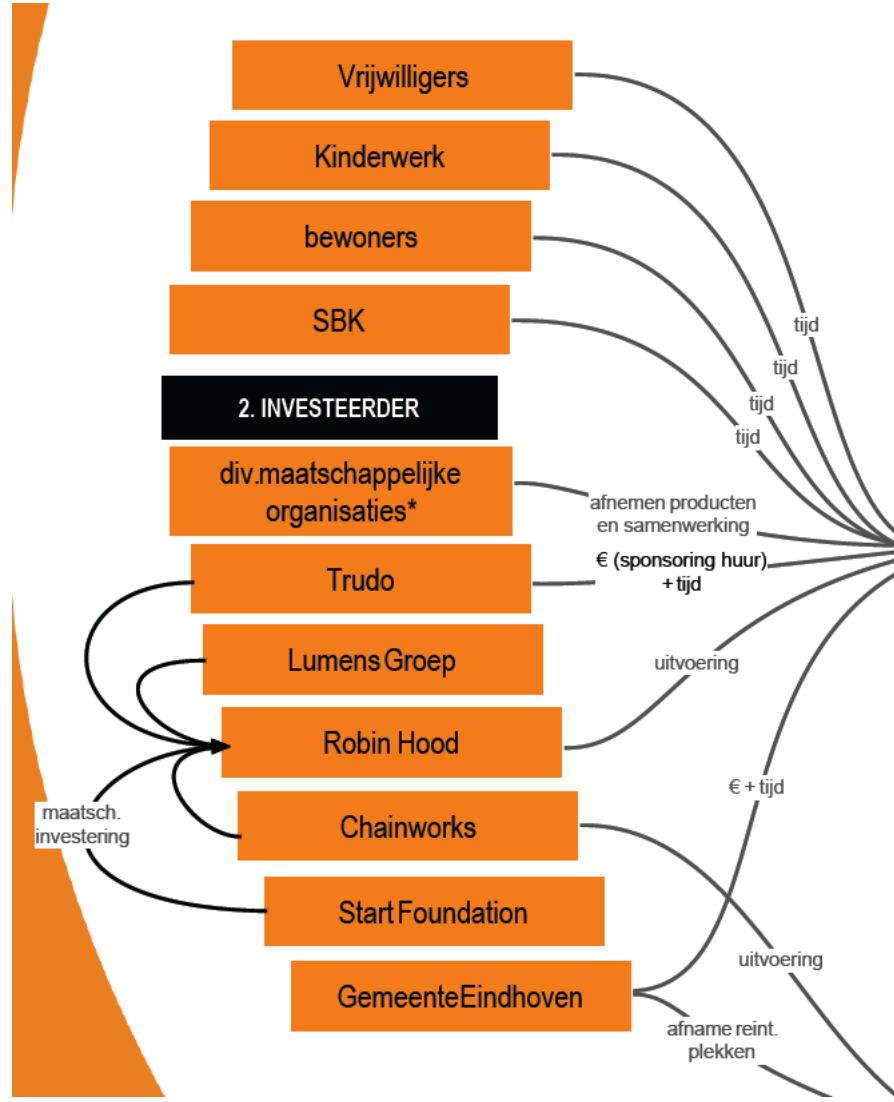 Vrijwilligers
Kinderwerk
bewoners
SBK
tijd
tijd
tijd
tijd
2. INVESTEERDER
div.maatschappelijke
organisaties*
afnemen producten
en samenwerking
Trudo
€ (sponsoring huur)
+ tijd
Lumens Groep
uitvoering
Robin Hood
€ + tijd
maatsch.
investering
Chainworks
Start Foundation
uitvoering
Gemeente Eindhoven
afname reint.
plekken